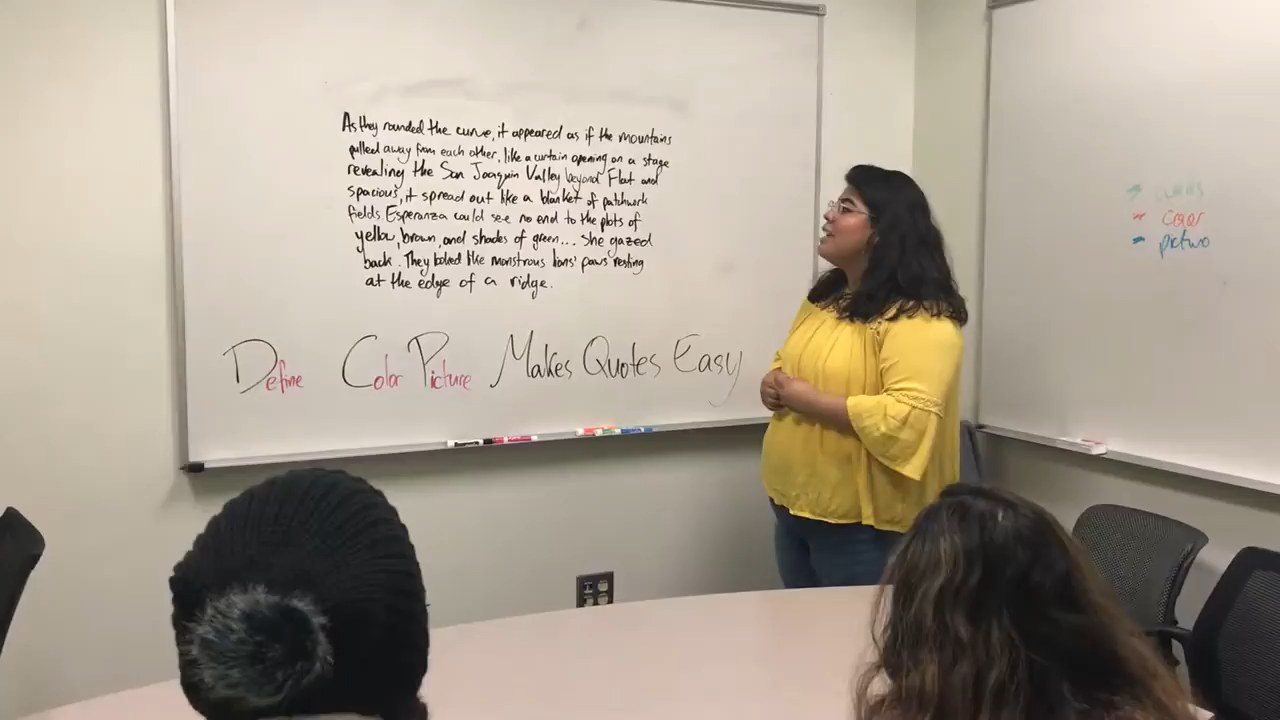 As they rounded the curve, it appeared as if the mountains
pulled away from each other, like a curtain opening on a stage
revealing the San Joaquin Valley beyond Flat and
spacious, it spread out like a blanket of patchwork
fields. Esperanza could see no end to the plots of
yellow, brown, and shades of green... she gazed
back. They looked like monstrous lions' paws resting
at the edge of a ridge.
Define Color Picture Makes Quotes Easy